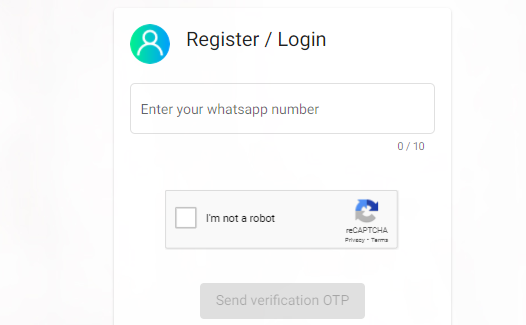 Register / Login
Enter your whatsapp number
0 / 10
I'm not a robot
reCAPTCHA
Privacy - Terms
Send verification OTP